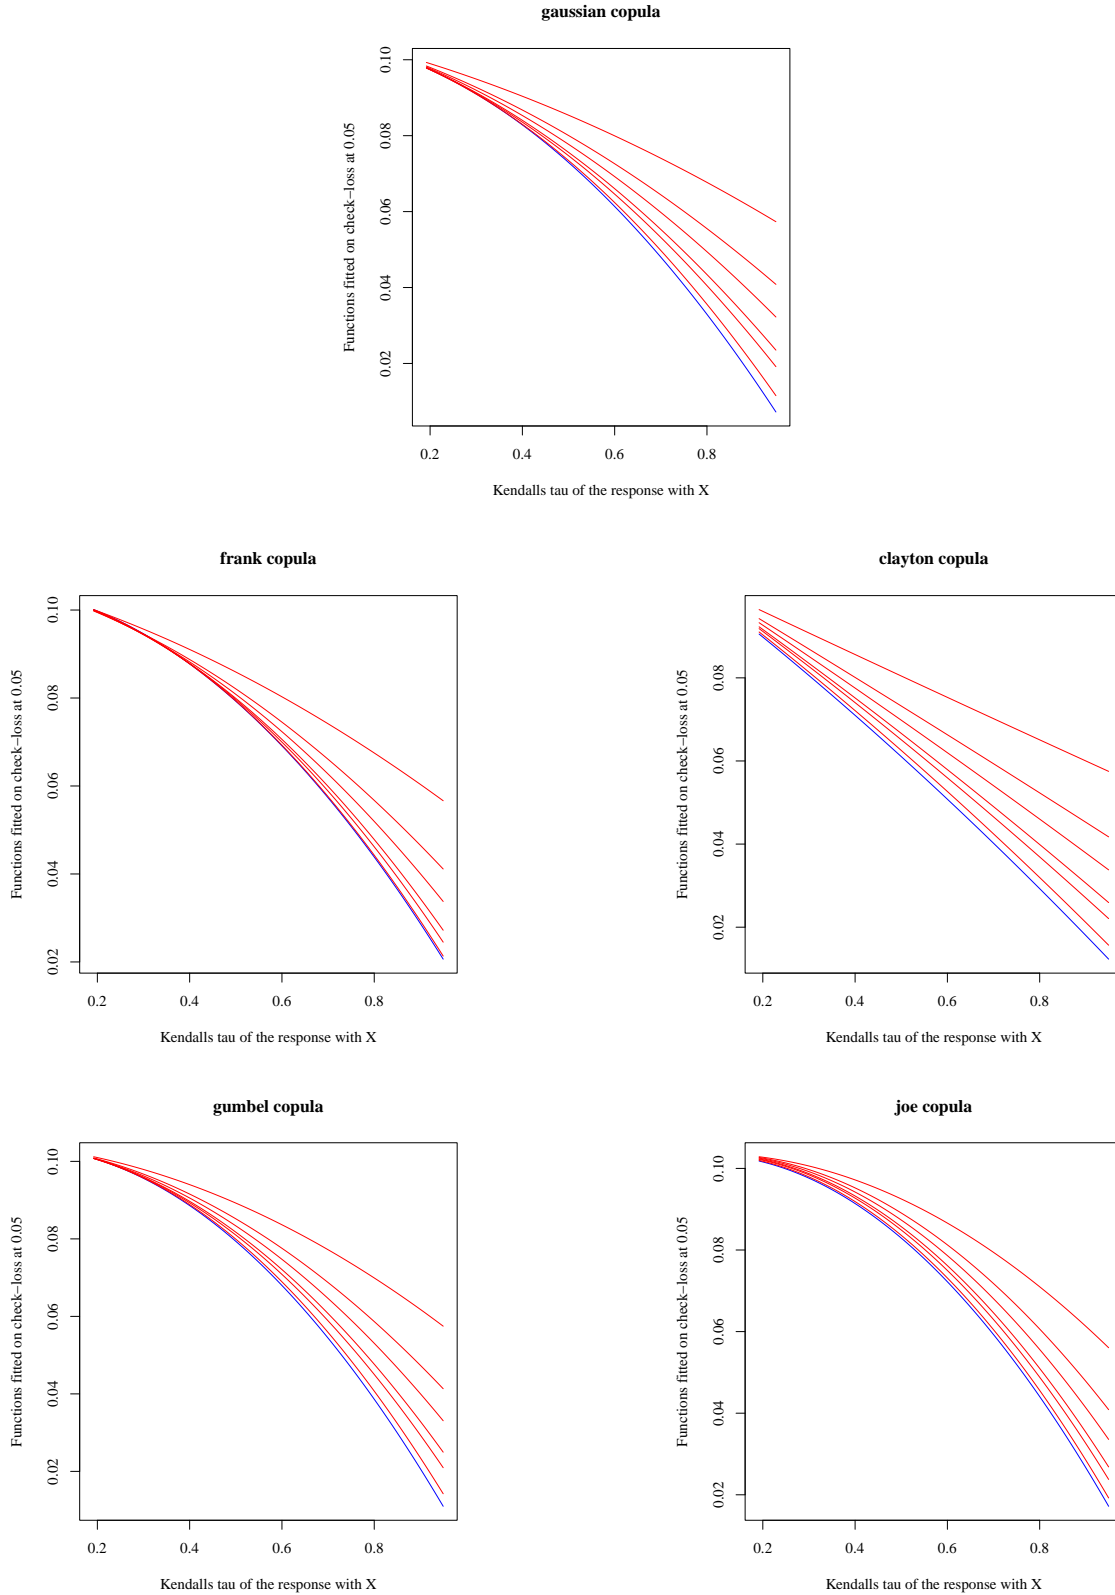 gaussian copula
Functions fitted on check−loss at 0.05
0.10
0.08
0.06
0.04
0.02
0.2 0.4 0.6 0.8
Kendalls tau of the response with X
frank copula
Functions fitted on check−loss at 0.05
0.10
0.08
0.06
0.04
0.02
0.2 0.4 0.6 0.8
Kendalls tau of the response with X
clayton copula
Functions fitted on check−loss at 0.05
0.08
0.06
0.04
0.02
0.2 0.4 0.6 0.8
Kendalls tau of the response with X
gumbel copula
Functions fitted on check−loss at 0.05
0.10
0.08
0.06
0.04
0.02
0.2 0.4 0.6 0.8
Kendalls tau of the response with X
joe copula
Functions fitted on check−loss at 0.05
0.10
0.08
0.06
0.04
0.02
0.2 0.4 0.6 0.8
Kendalls tau of the response with X